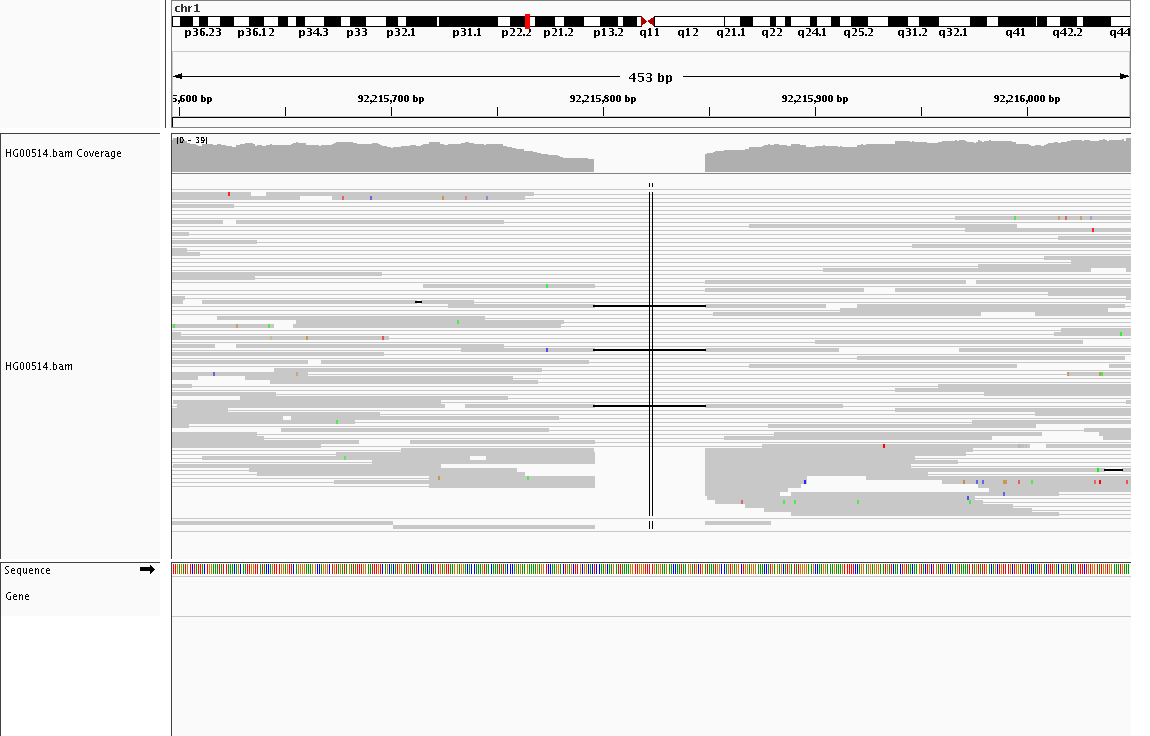 chr1
p36.23 p36.12 p34.3 p33 p32.1 p31.1 p22.2 p21.2 p13.2 q11 q12 q21.1 q22 q24.1 q25.2 q31.2 q32.1 q41 q42.2 q44
453 bp
5,600 bp 92,215,700 bp 92,215,800 bp 92,215,900 bp 92,216,000 bp
HG00514.bam Coverage
[0 - 39]
HG00514.bam
Sequence
Gene